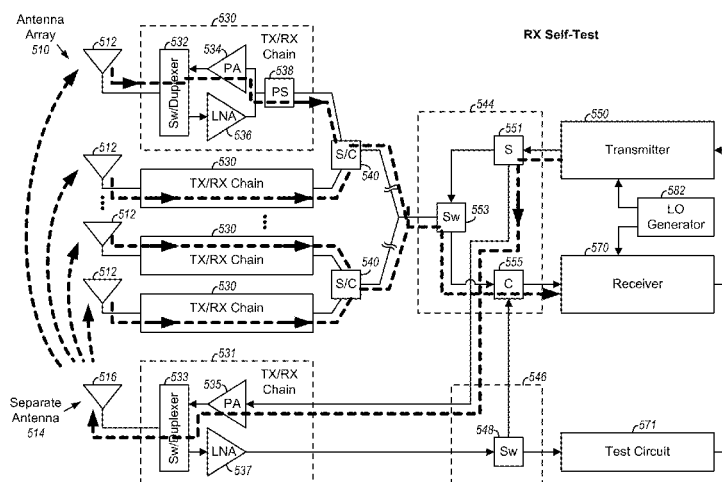 Antenna
Array
510
512
530
532
Sw/Duplexer
534
PA
TX/RX
Chain
538
PS
LNA
536
RX Self-Test
544
551
S
550
Transmitter
512
530
TX/RX Chain
S/C
540
553
Sw
582
LO
Generator
512
530
TX/RX Chain
570
Receiver
555
C
540
S/C
512
530
TX/RX Chain
531
516
533
Sw/Duplexer
535
PA
TX/RX
Chain
Separate
Antenna
514
LNA
537
546
548
Sw
571
Test Circuit